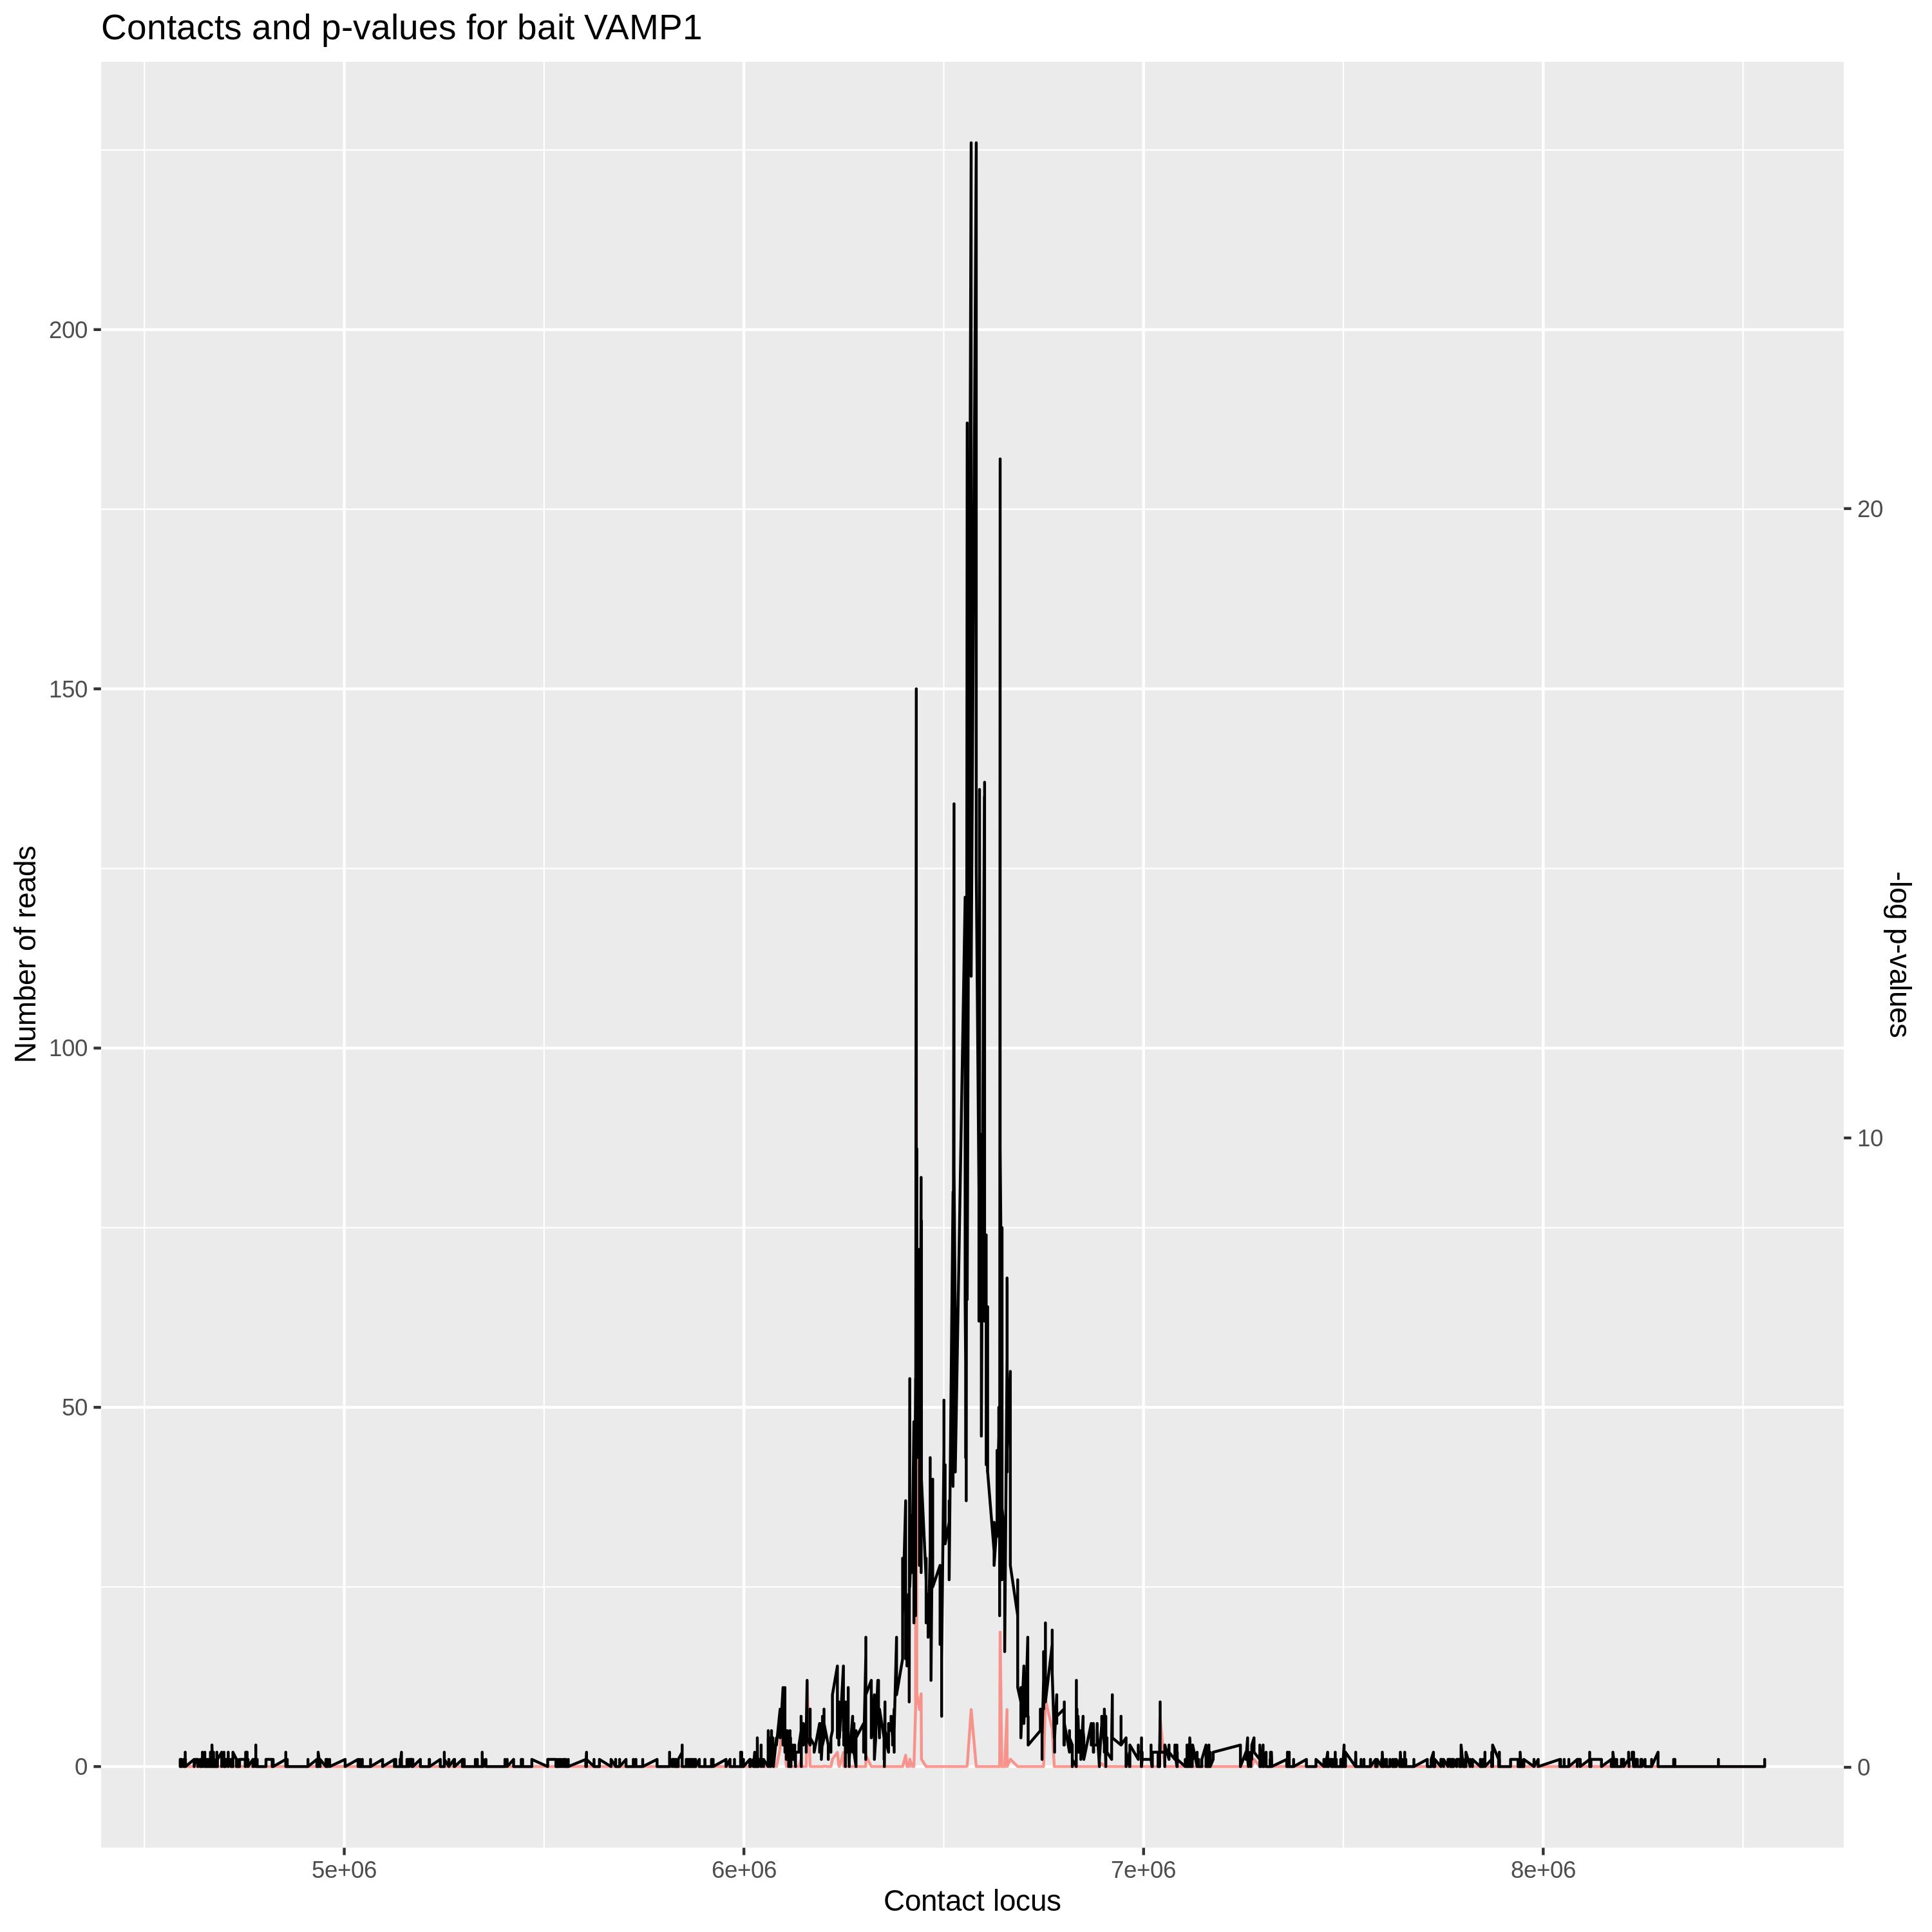 Contacts and p-values for bait VAMP1
200
150
100
50
0
Number of reads
20
10
0
-log p-values
5e+06
6e+06
7e+06
8e+06
Contact locus